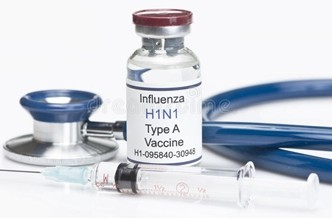 Influenza
H1N1
Type A
Vaccine
H1-095840-30948